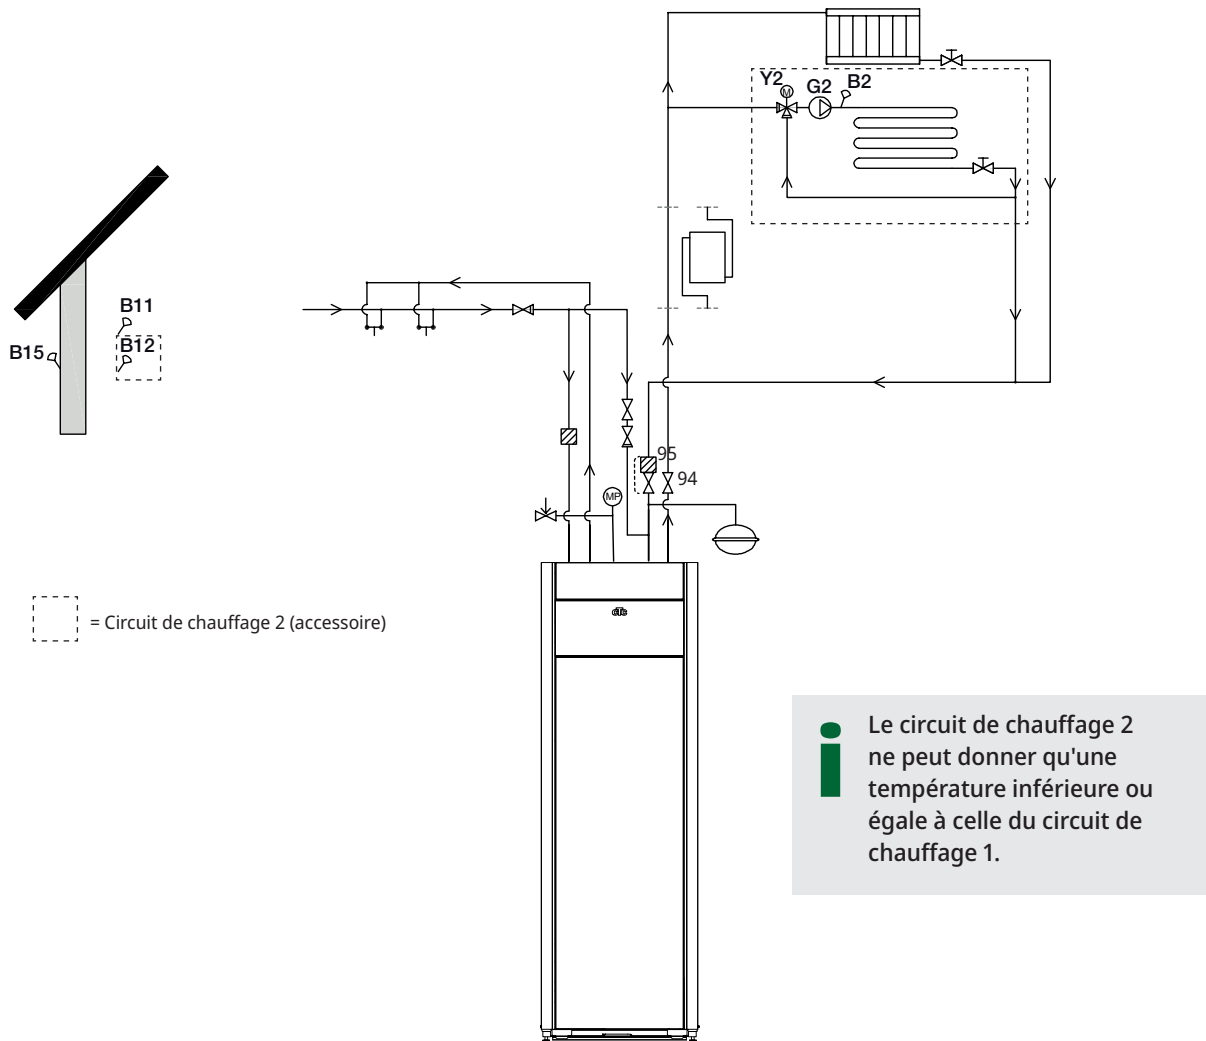 Y2
M
G2
B2
B11
B15
B12
95
94
MP
CTC
= Circuit de chauffage 2 (accessoire)
i
Le circuit de chauffage 2
ne peut donner qu'une
température inférieure ou
égale à celle du circuit de
chauffage 1.